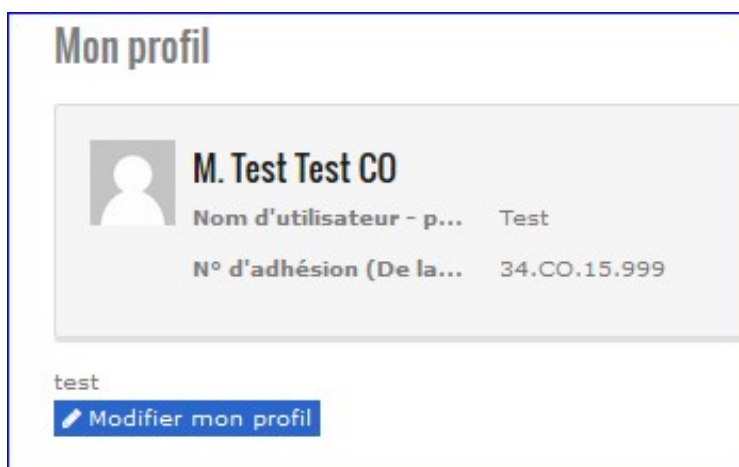 Mon profil
M. Test Test CO
Nom d'utilisateur - p... Test
N° d'adhésion (De la... 34.CO.15.999
test
Modifier mon profil